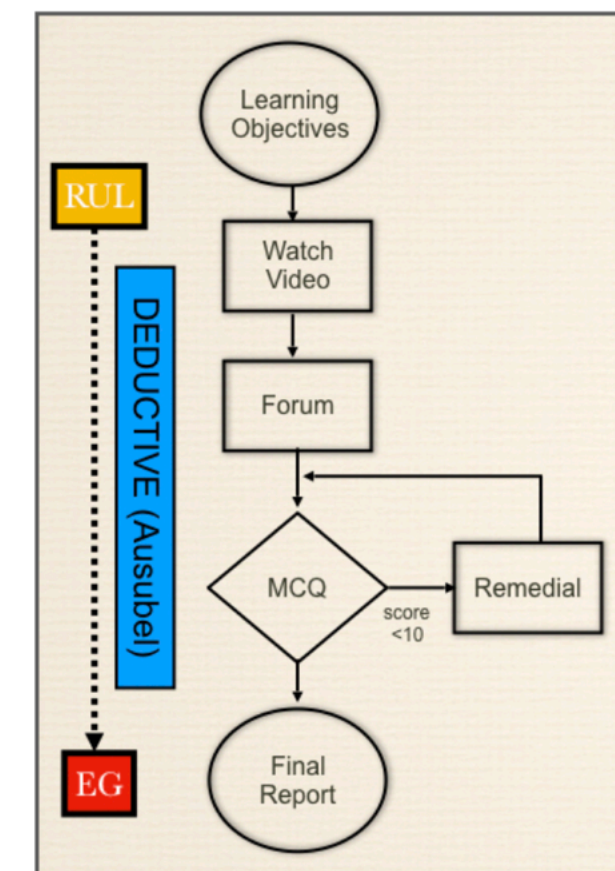 Learning
Objectives
RUL
Watch
Video
DEDUCTIVE (Ausubel)
Forum
MCQ
score
<10
Remedial
EG
Final
Report